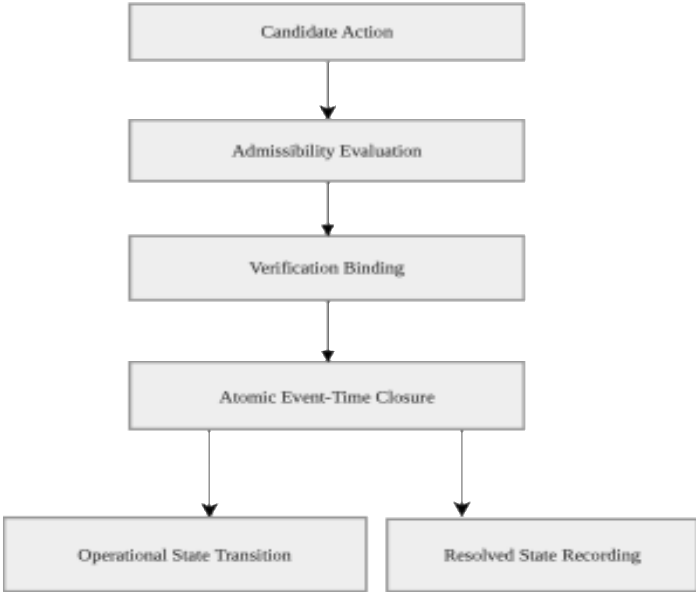 Candidate Action
Admissibility Evaluation
Verification Binding
Atomic Event-Time Closure
Operational State Transition
Resolved State Recording